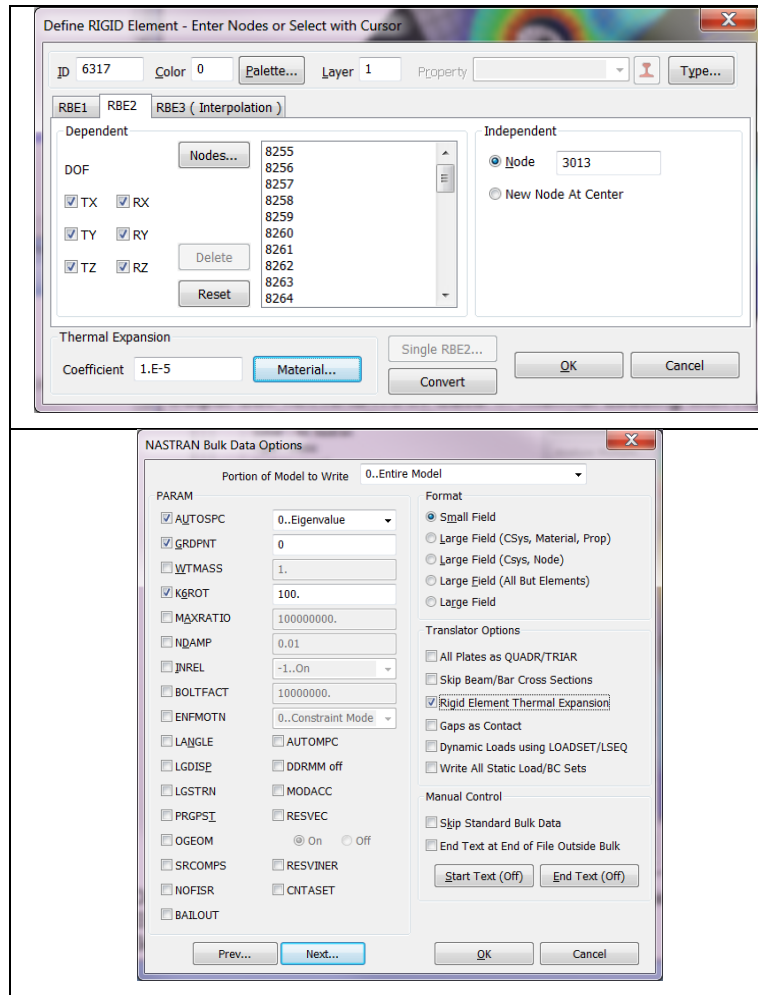 Define RIGID Element - Enter Nodes or Select with Cursor
ID 6317 Color 0 Palette... Layer 1 Property Type...
RBE1 RBE2 RBE3 ( Interpolation )
Dependent
DOF
TX RX
TY RY
TZ RZ
Nodes...
Delete
Reset
8255
8256
8257
8258
8259
8260
8261
8262
8263
8264
Independent
Node 3013
New Node At Center
Thermal Expansion
Coefficient 1.E-5 Material...
Single RBE2...
Convert
OK Cancel
NASTRAN Bulk Data Options
Portion of Model to Write 0..Entire Model
PARAM
AUTOSPC 0..Eigenvalue
GRDPNT 0
WTMASS 1.
K6ROT 100.
MAXRATIO 100000000.
NDAMP 0.01
INREL -1..On
BOLTFACT 10000000.
ENFMOTN 0..Constraint Mode
LANGLE AUTOMPC
LGDISP DDRMM off
LGSTRN MODACC
PRGPST RESVEC
OGEOM On Off
SRCOMPS RESVINER
NOFISR CNTASET
BAILOUT
Format
Small Field
Large Field (CSys, Material, Prop)
Large Field (Csys, Node)
Large Field (All But Elements)
Large Field
Translator Options
All Plates as QUADR/TRIAR
Skip Beam/Bar Cross Sections
Rigid Element Thermal Expansion
Gaps as Contact
Dynamic Loads using LOADSET/LSEQ
Write All Static Load/BC Sets
Manual Control
Skip Standard Bulk Data
End Text at End of File Outside Bulk
Start Text (Off) End Text (Off)
Prev... Next... OK Cancel